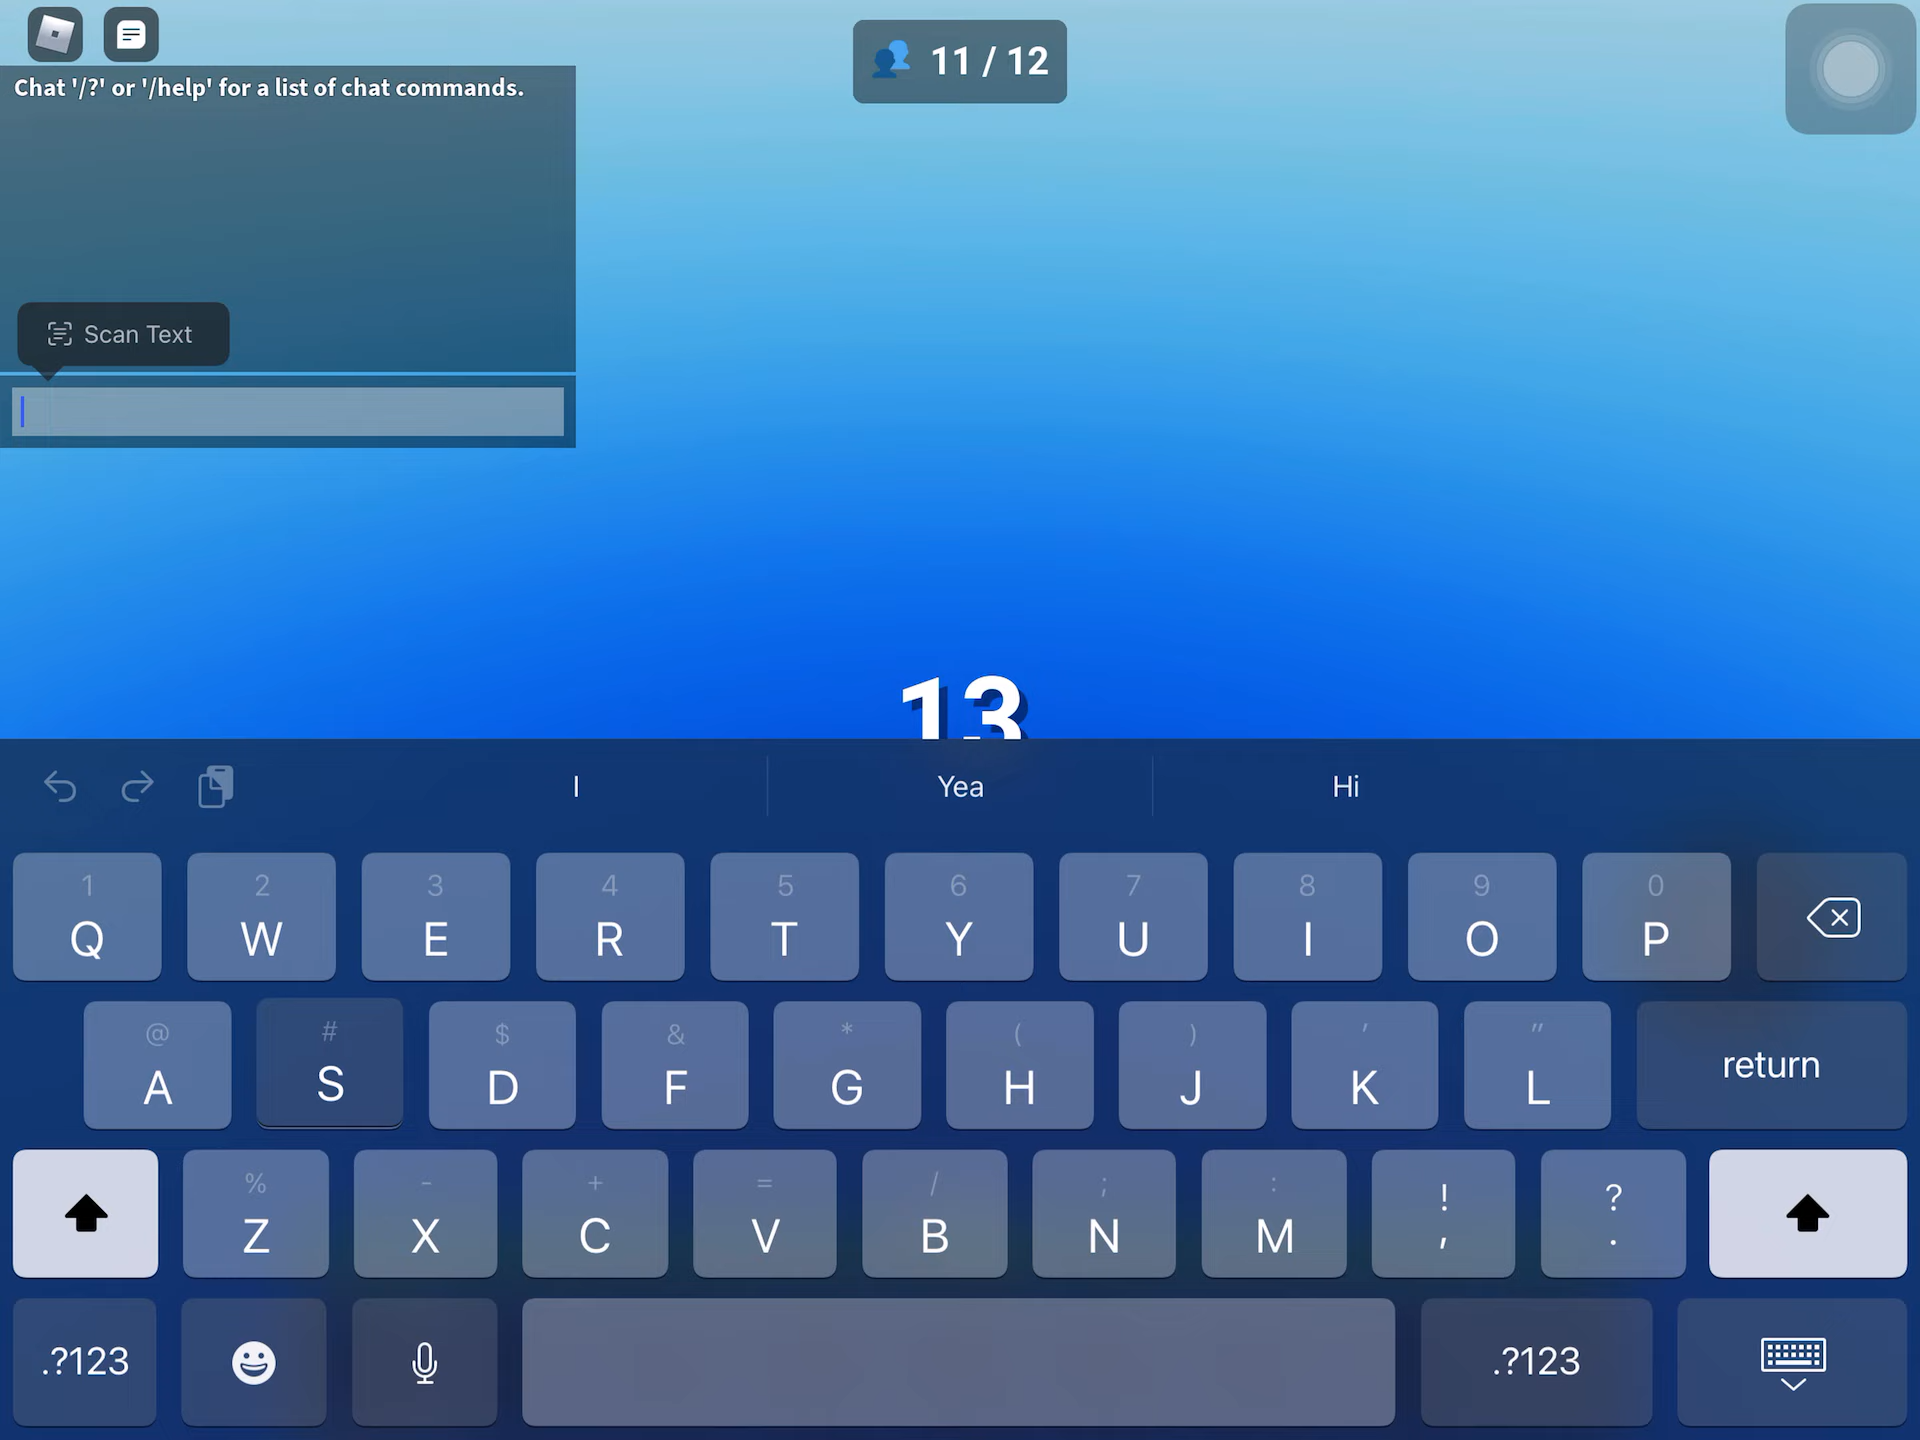 11 / 12
Chat '/?' or '/help' for a list of chat commands.
Scan Text
13
I Yea Hi
1 2 3 4 5 6 7 8 9 0
Q W E R T Y U I O P
@ # $ & * ( ) ' "
A S D F G H J K L return
% - + = / ; : ! ?
Z X C V B N M , .
.?123 .?123